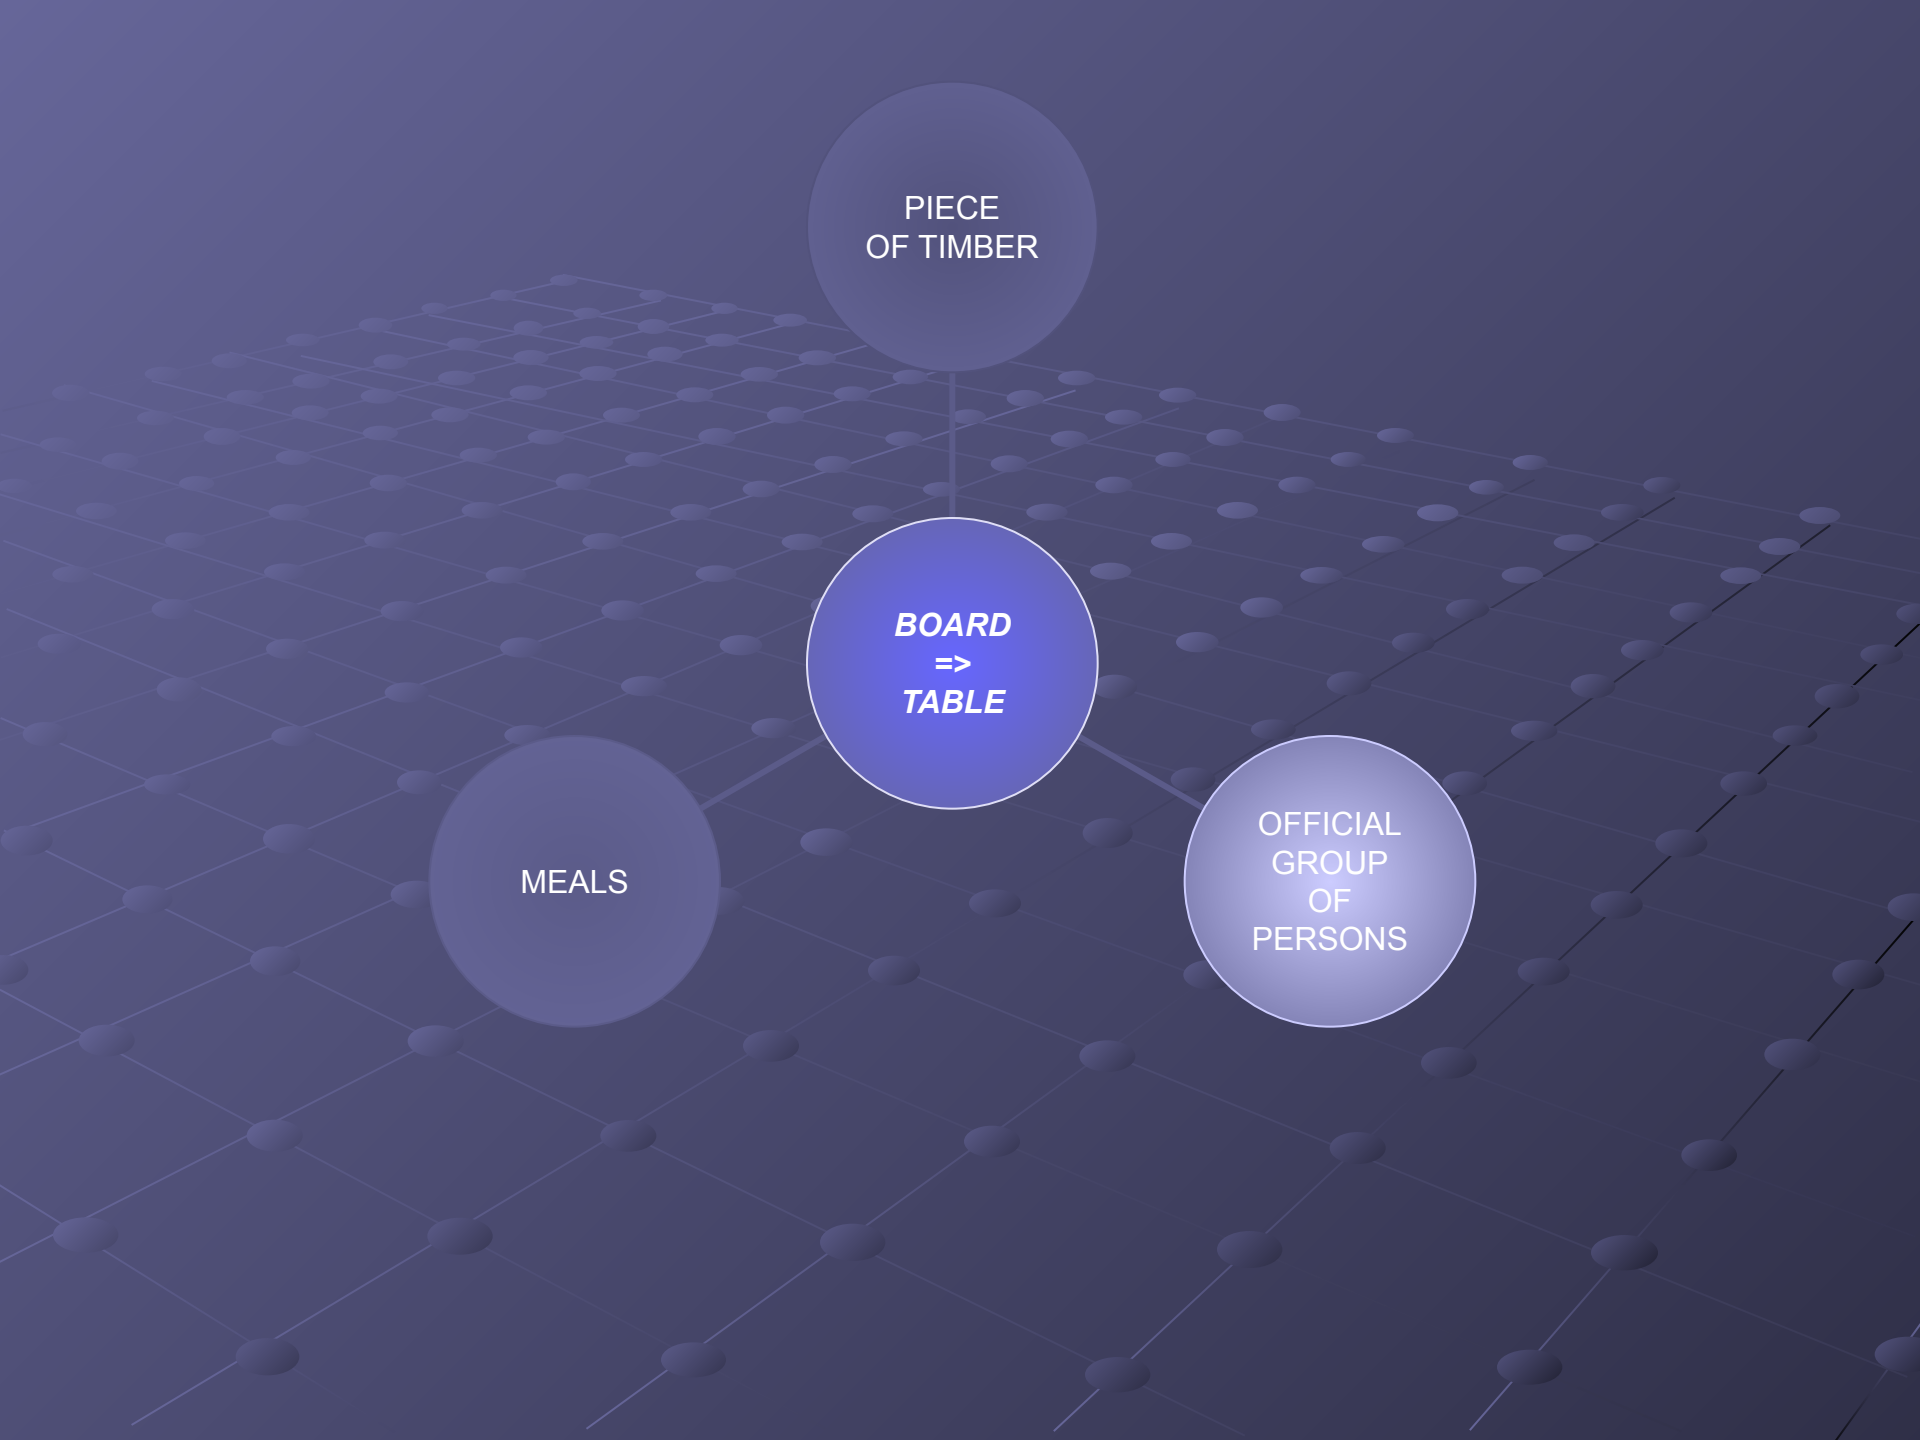 PIECE
OF TIMBER
BOARD
=>
TABLE
MEALS
OFFICIAL
GROUP
OF
PERSONS